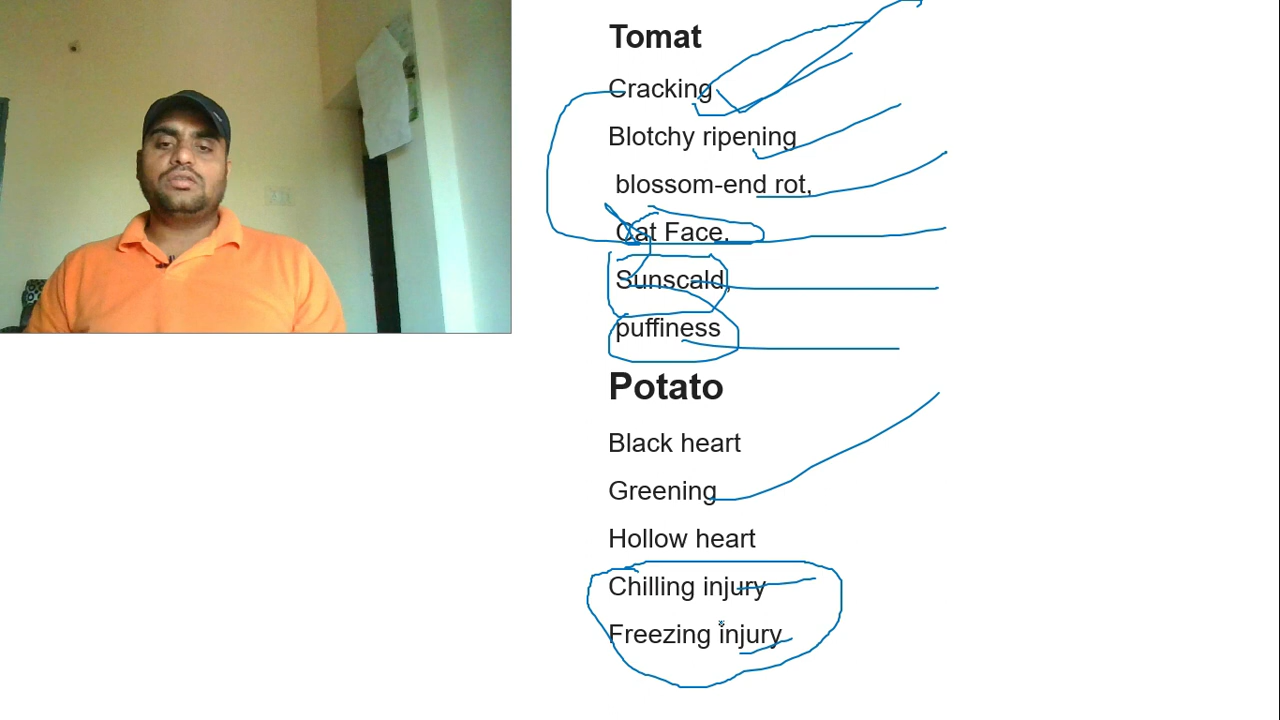 Tomat
Cracking
Blotchy ripening
blossom-end rot,
Cat Face,
Sunscald,
puffiness
Potato
Black heart
Greening
Hollow heart
Chilling injury
Freezing injury